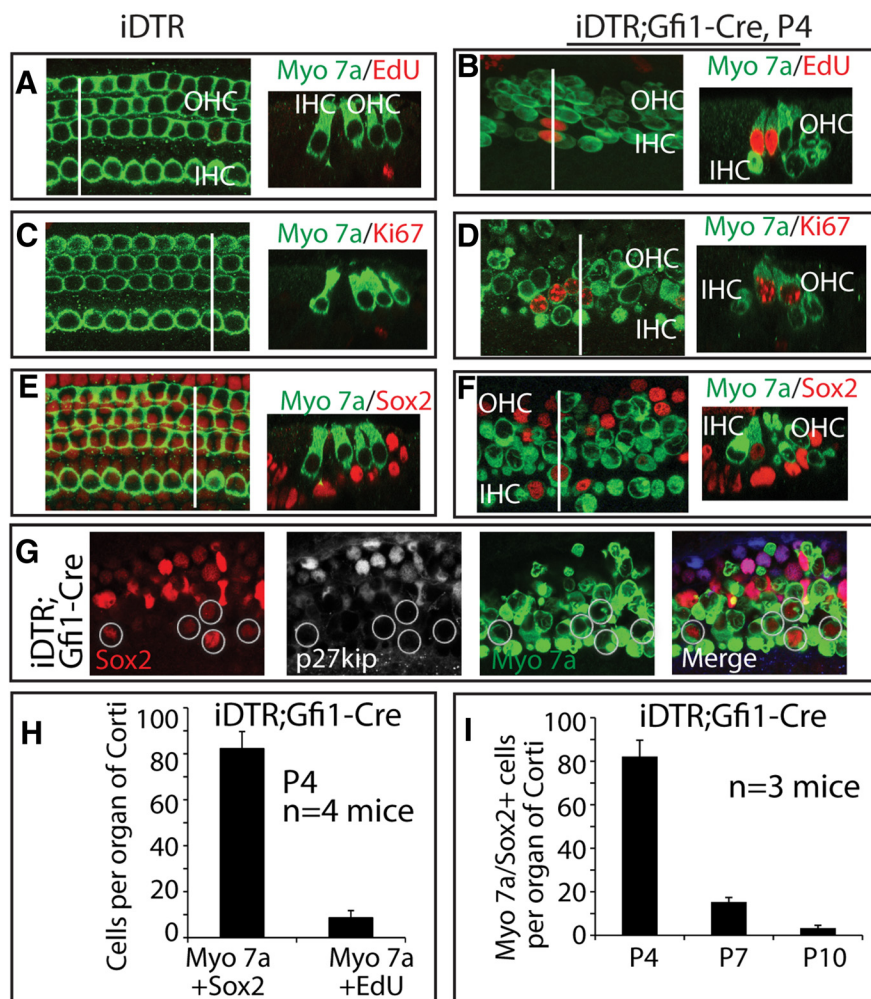 iDTR
iDTR;Gfi1-Cre, P4
A
Myo 7a/EdU
OHC
IHC
IHC OHC
B
Myo 7a/EdU
OHC
IHC
OHC
IHC
C
Myo 7a/Ki67
D
Myo 7a/Ki67
OHC
IHC
IHC
OHC
E
Myo 7a/Sox2
F
Myo 7a/Sox2
OHC
IHC
IHC
OHC
G
iDTR;
Gfi1-Cre
Sox2
p27kip
Myo 7a
Merge
H
iDTR;Gfi1-Cre
P4
n=4 mice
Cells per organ of Corti
100
80
60
40
20
0
Myo 7a
+Sox2
Myo 7a
+EdU
I
iDTR;Gfi1-Cre
n=3 mice
Myo 7a/Sox2+ cells
per organ of Corti
100
80
60
40
20
0
P4
P7
P10